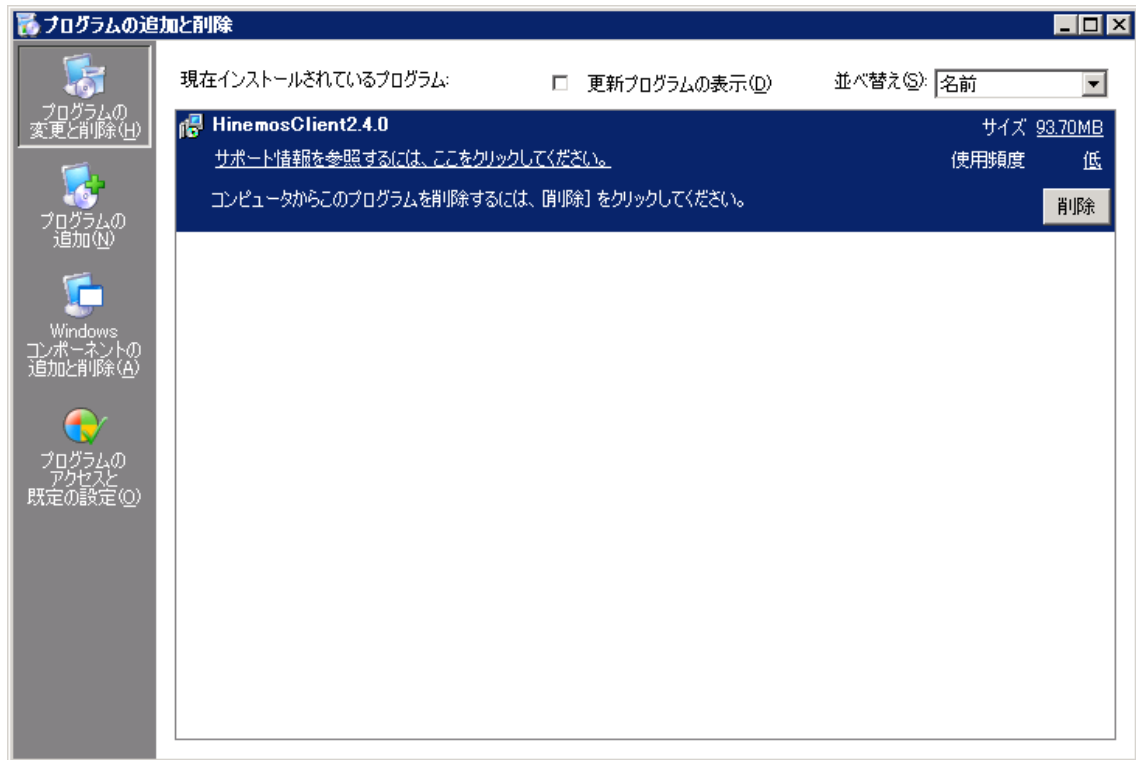 プログラムの追加と削除
プログラムの
変更と削除(H)
プログラムの
追加(N)
Windows
コンポーネントの
追加と削除(A)
プログラムの
アクセスと
既定の設定(O)
現在インストールされているプログラム:
更新プログラムの表示(D)
並べ替え(S): 名前
HinemosClient2.4.0
サイズ 93.70MB
サポート情報を参照するには、ここをクリックしてください。
使用頻度 低
コンピュータからこのプログラムを削除するには、[削除] をクリックしてください。
削除